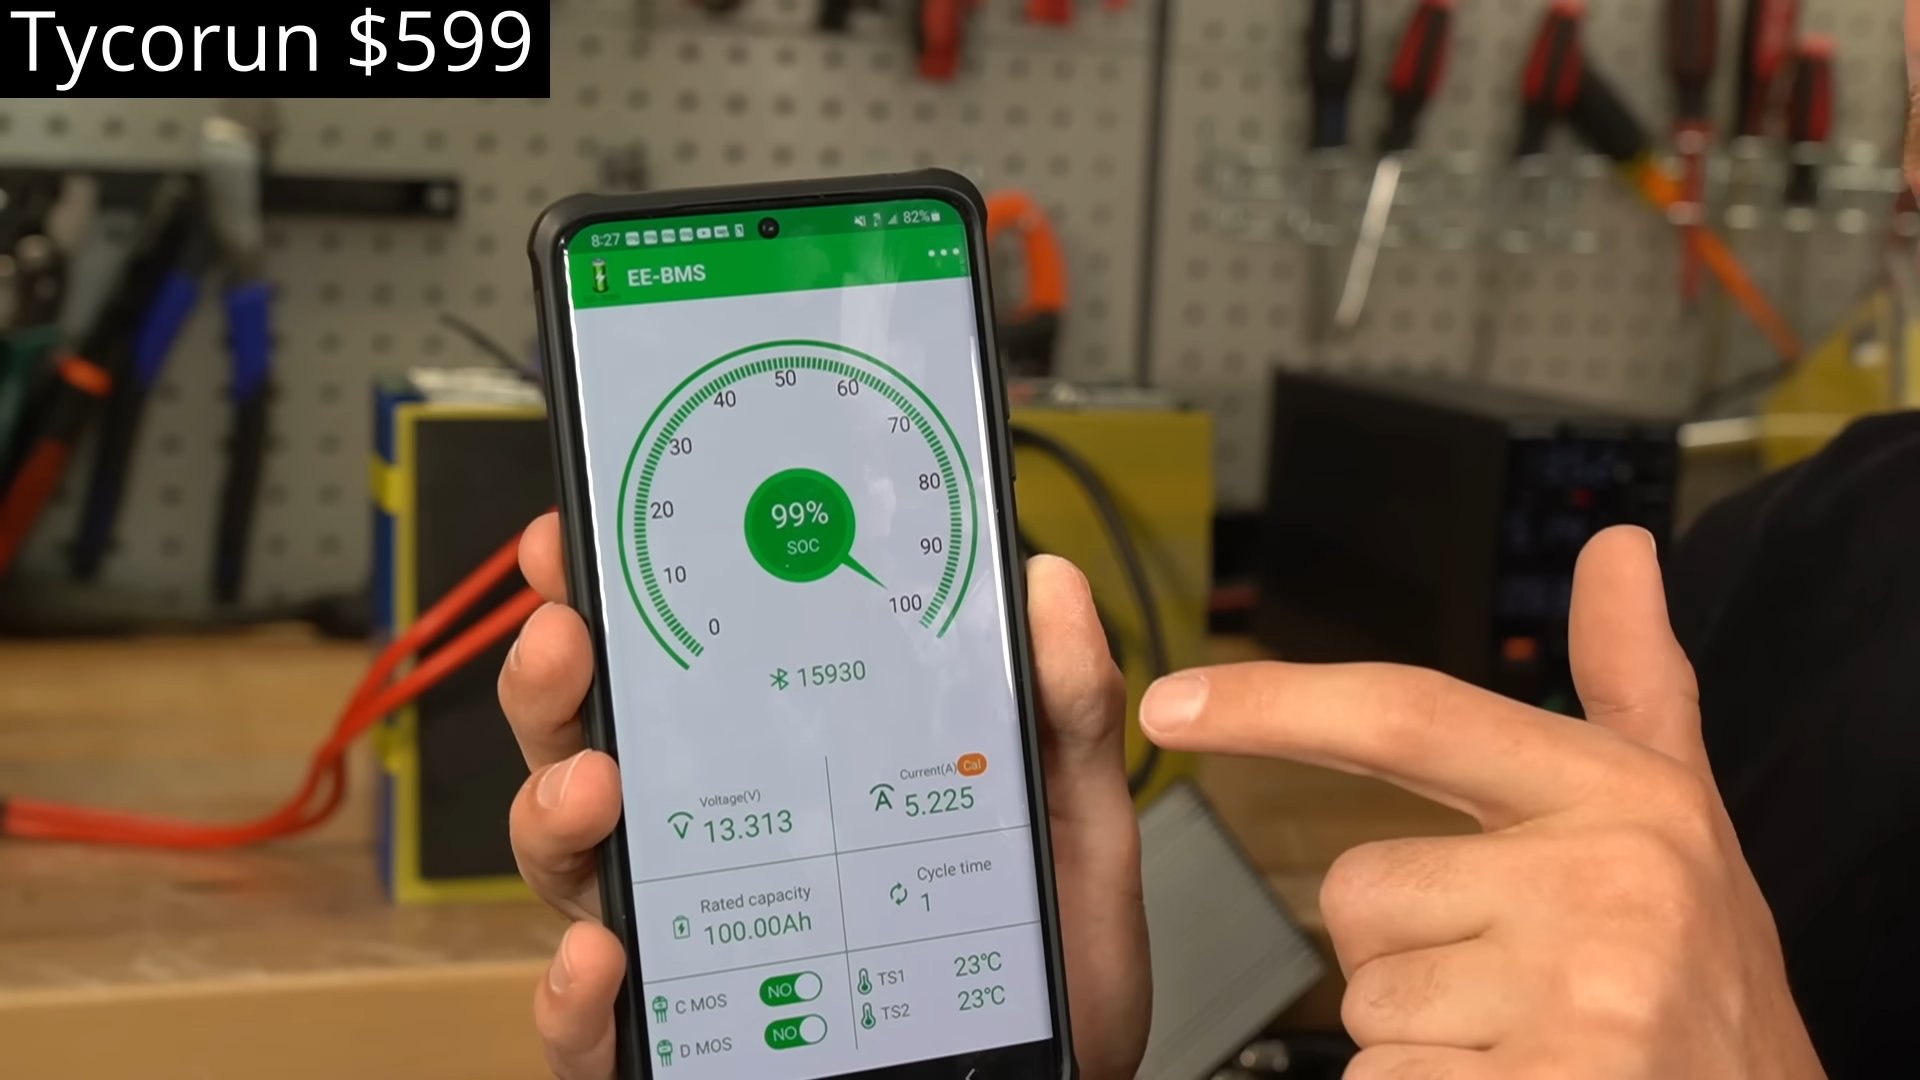 Tycorun $599
8:27
82%
EE-BMS
0
10
20
30
40
50
60
70
80
90
100
99%
SOC
15930
Voltage(V)
V 13.313
Current(A) Cal
A 5.225
Rated capacity
100.00Ah
Cycle time
1
C MOS NO
D MOS NO
TS1 23℃
TS2 23℃